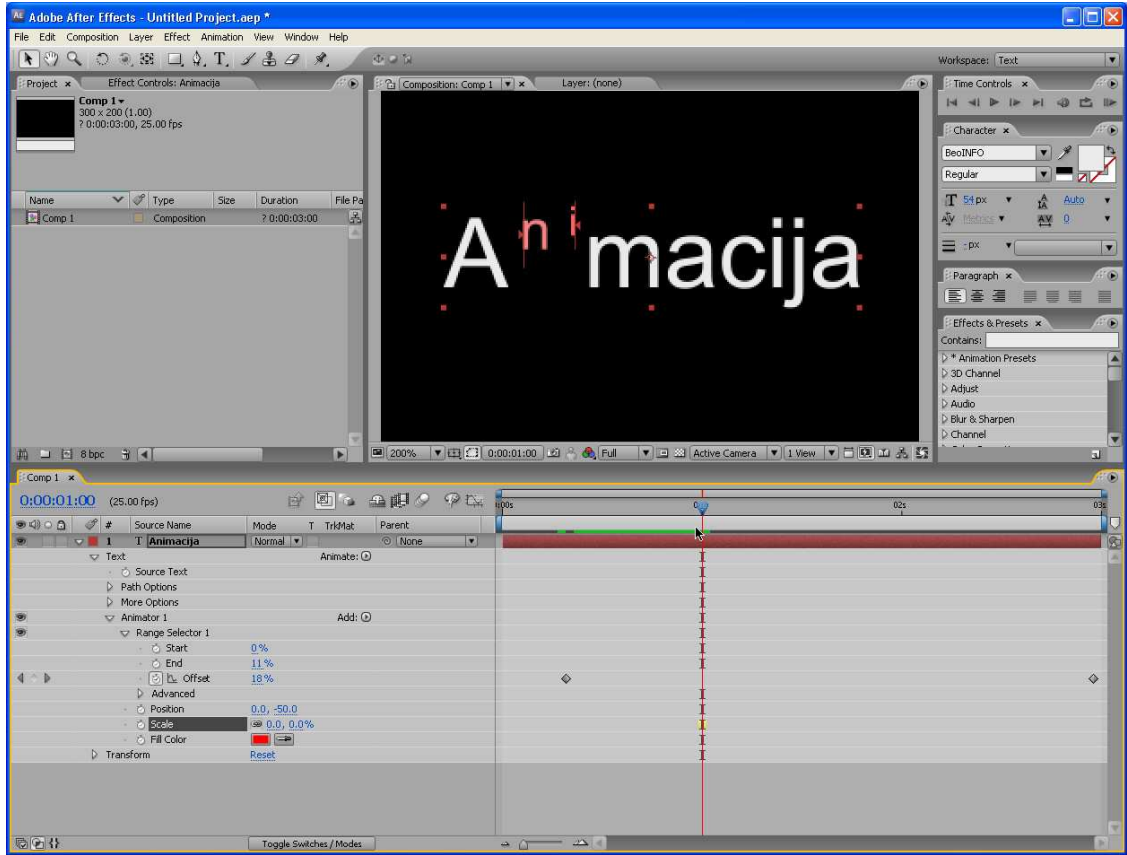 Adobe After Effects - Untitled Project.aep *
File Edit Composition Layer Effect Animation View Window Help
Workspace: Text
Project × Effect Controls: Animacija
Comp 1
300 x 200 (1.00)
? 0:00:03:00, 25.00 fps
Name Type Size Duration File Pa
Comp 1 Composition ? 0:00:03:00
8 bpc
Composition: Comp 1 × Layer: (none)
Animacija
200% 0:00:01:00 Full Active Camera 1 View
Time Controls ×
Character ×
BeoINFO
Regular
54 px Auto
Metrics 0
- px
Paragraph ×
Effects & Presets ×
Contains:
* Animation Presets
3D Channel
Adjust
Audio
Blur & Sharpen
Channel
Comp 1 ×
0:00:01:00 (25.00 fps)
02s 03s
# Source Name Mode T TrkMat Parent
1 T Animacija Normal None
Text Animate:
Source Text
Path Options
More Options
Animator 1 Add:
Range Selector 1
Start 0%
End 11%
Offset 18%
Advanced
Position 0.0, -50.0
Scale 0.0, 0.0%
Fill Color
Transform Reset
Toggle Switches / Modes